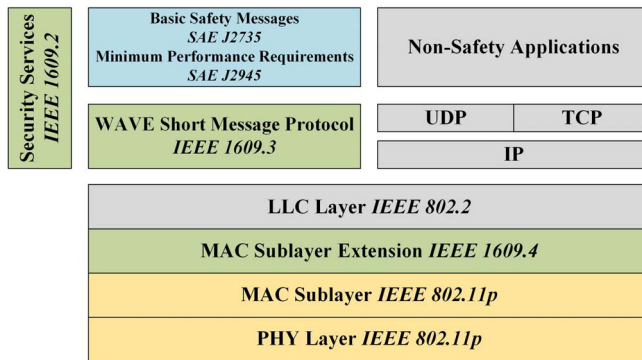 Security Services
IEEE 1609.2
Basic Safety Messages
SAE J2735
Minimum Performance Requirements
SAE J2945
Non-Safety Applications
WAVE Short Message Protocol
IEEE 1609.3
UDP
TCP
IP
LLC Layer IEEE 802.2
MAC Sublayer Extension IEEE 1609.4
MAC Sublayer IEEE 802.11p
PHY Layer IEEE 802.11p